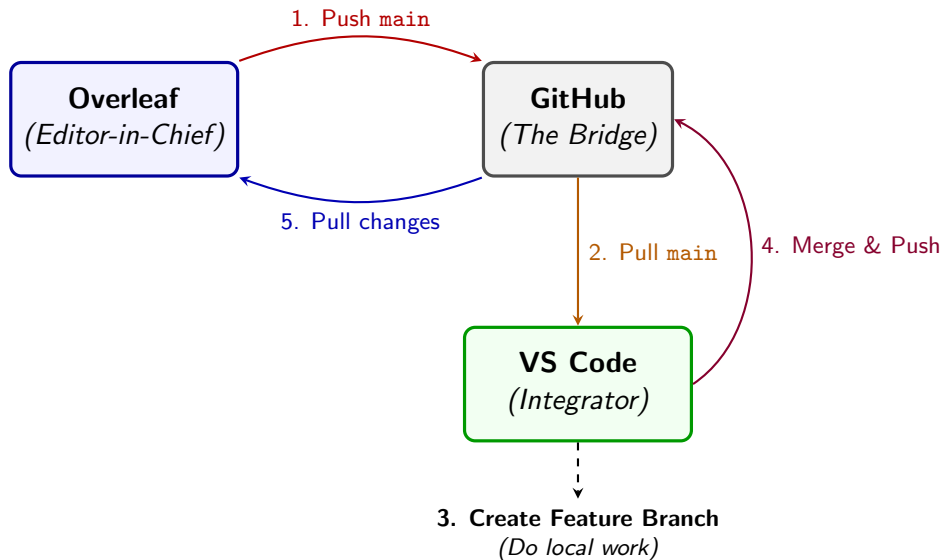 1. Push main
Overleaf
(Editor-in-Chief)
GitHub
(The Bridge)
5. Pull changes
2. Pull main
4. Merge & Push
VS Code
(Integrator)
3. Create Feature Branch
(Do local work)